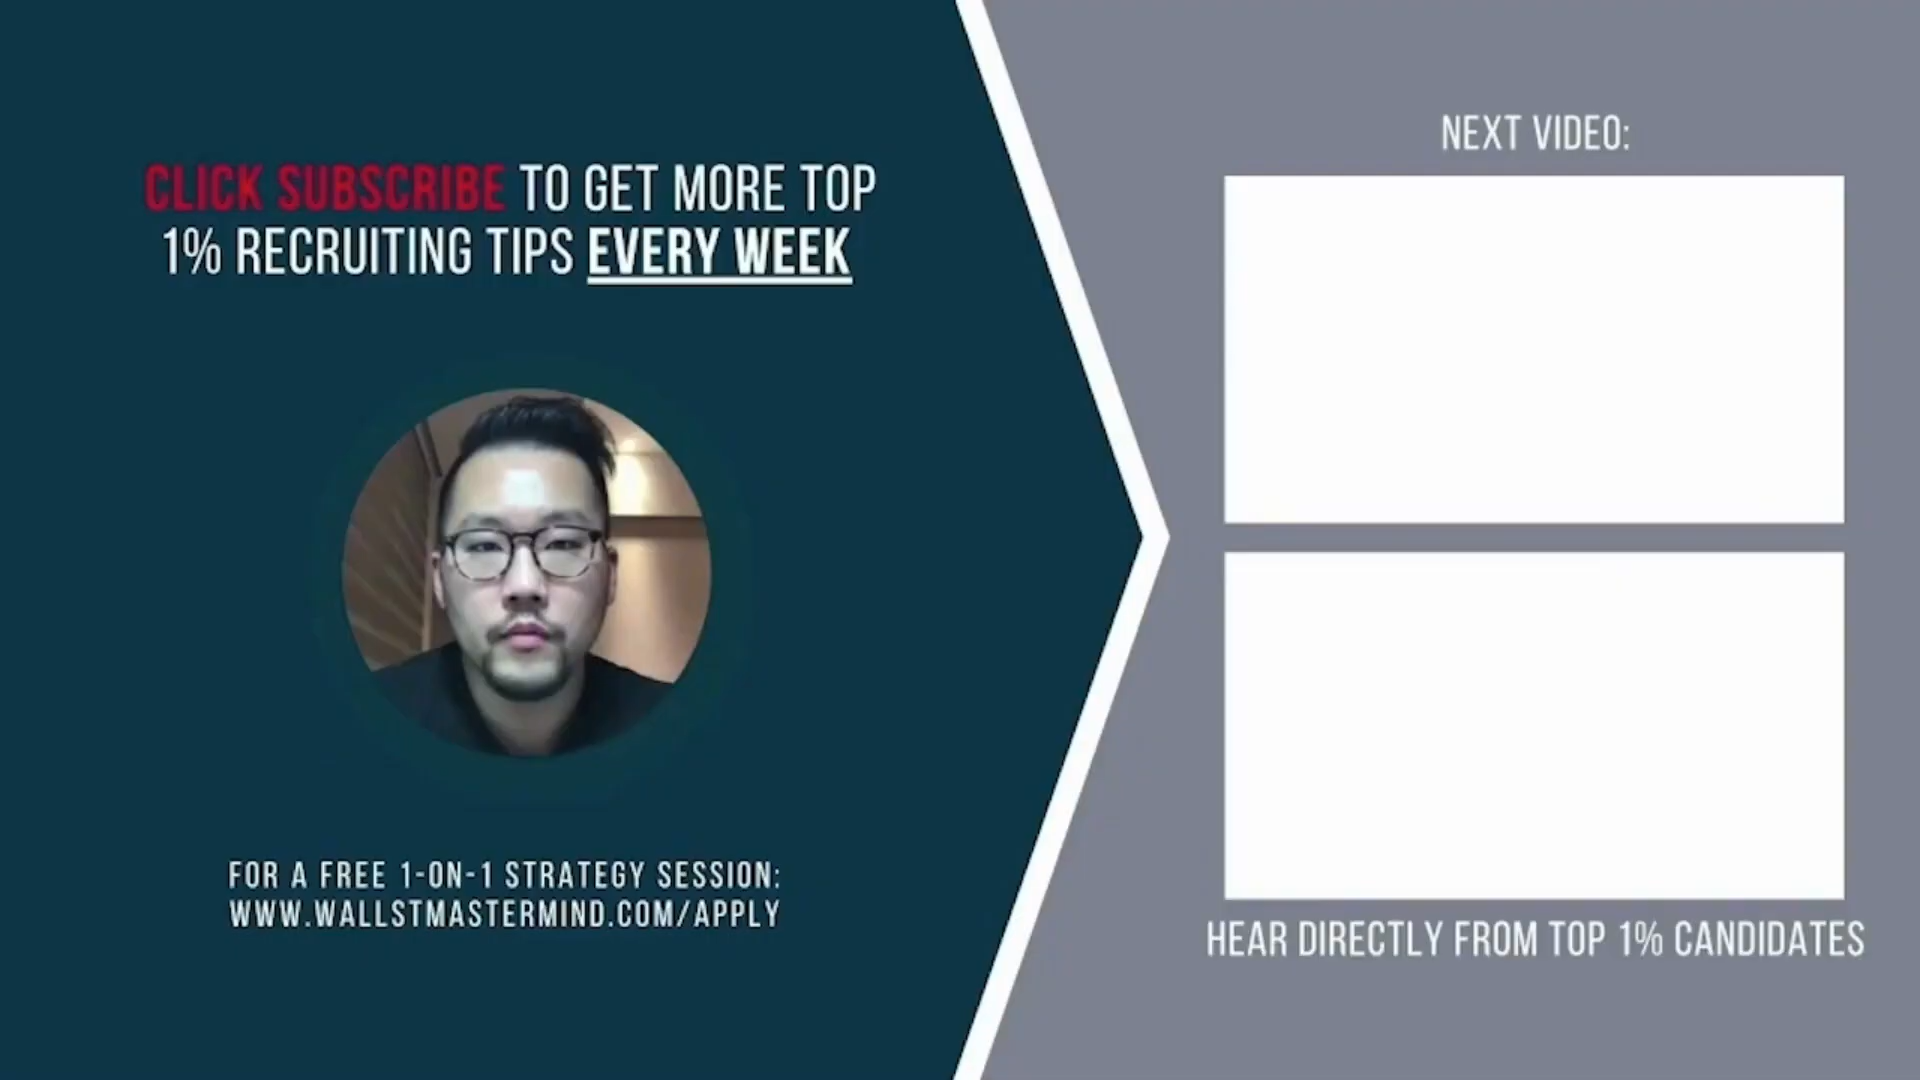 CLICK SUBSCRIBE TO GET MORE TOP
1% RECRUITING TIPS EVERY WEEK
FOR A FREE 1-ON-1 STRATEGY SESSION:
WWW.WALLSTMASTERMIND.COM/APPLY
NEXT VIDEO:
HEAR DIRECTLY FROM TOP 1% CANDIDATES